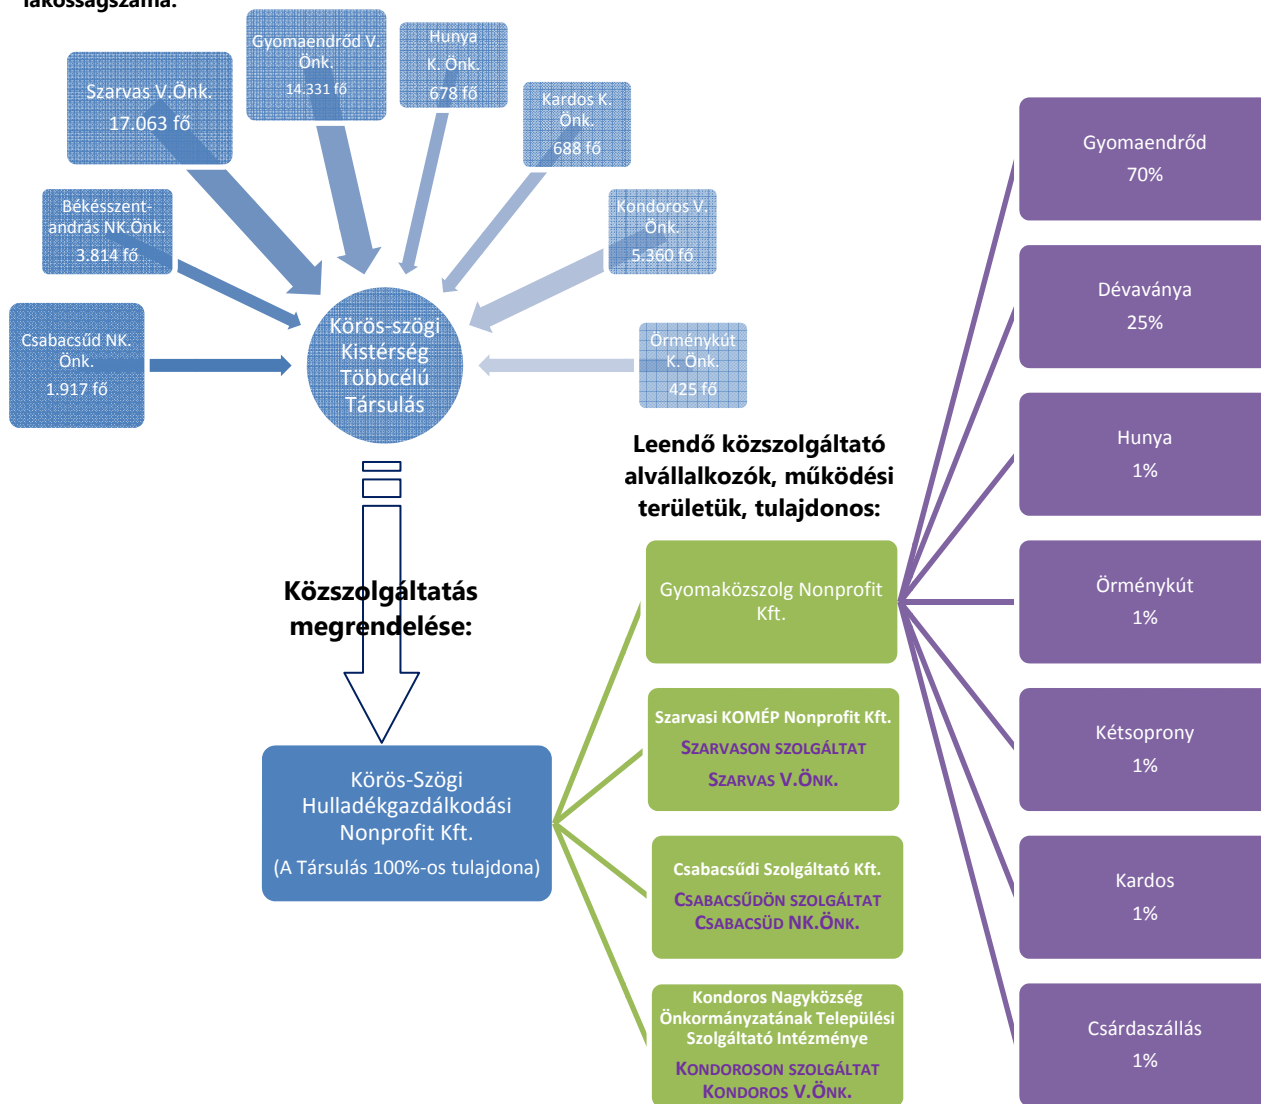 lakosságszáma:
Gyomaendrőd V.
Önk.
14.331 fő
Hunya
K. Önk.
678 fő
Szarvas V.Önk.
17.063 fő
Kardos K.
Önk.
688 fő
Békésszent-
andrás NK.Önk.
3.814 fő
Kondoros V.
Önk.
5.360 fő
Csabacsűd NK.
Önk.
1.917 fő
Körös-szögi
Kistérség
Többcélú
Társulás
Örménykút
K. Önk.
425 fő
Közszolgáltatás
megrendelése:
Körös-Szögi
Hulladékgazdálkodási
Nonprofit Kft.
(A Társulás 100%-os tulajdona)
Leendő közszolgáltató
alvállalkozók, működési
területük, tulajdonos:
Gyomaközszolg Nonprofit
Kft.
Szarvasi KOMÉP Nonprofit Kft.
SZARVASON SZOLGÁLTAT
SZARVAS V.ÖNK.
Csabacsűdi Szolgáltató Kft.
CSABACSŰDÖN SZOLGÁLTAT
CSABACSÜD NK.ÖNK.
Kondoros Nagyközség
Önkormányzatának Települési
Szolgáltató Intézménye
KONDOROSON SZOLGÁLTAT
KONDOROS V.ÖNK.
Gyomaendrőd
70%
Dévaványa
25%
Hunya
1%
Örménykút
1%
Kétsoprony
1%
Kardos
1%
Csárdaszállás
1%